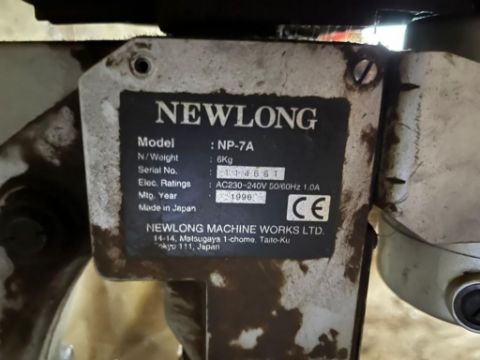 NEWLONG
Model : NP-7A
N/Weight : 6Kg
Serial No. : 114661
Elec. Ratings : AC230-240V 50/60Hz 1.0A
Mfg. Year : 1996
Made in Japan
CE
NEWLONG MACHINE WORKS LTD.
14-14, Matsugaya 1-chome, Taito-Ku
Tokyo 111, Japan